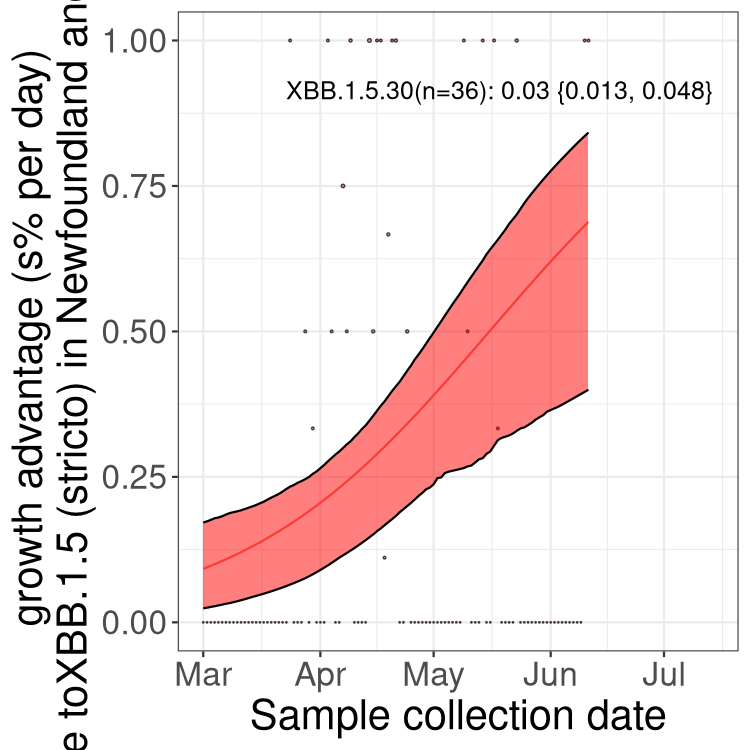 growth advantage (s% per day)
toXBB.1.5 (stricto) in Newfoundland
1.00
0.75
0.50
0.25
0.00
XBB.1.5.30(n=36): 0.03 {0.013, 0.048}
Mar Apr May Jun Jul
Sample collection date